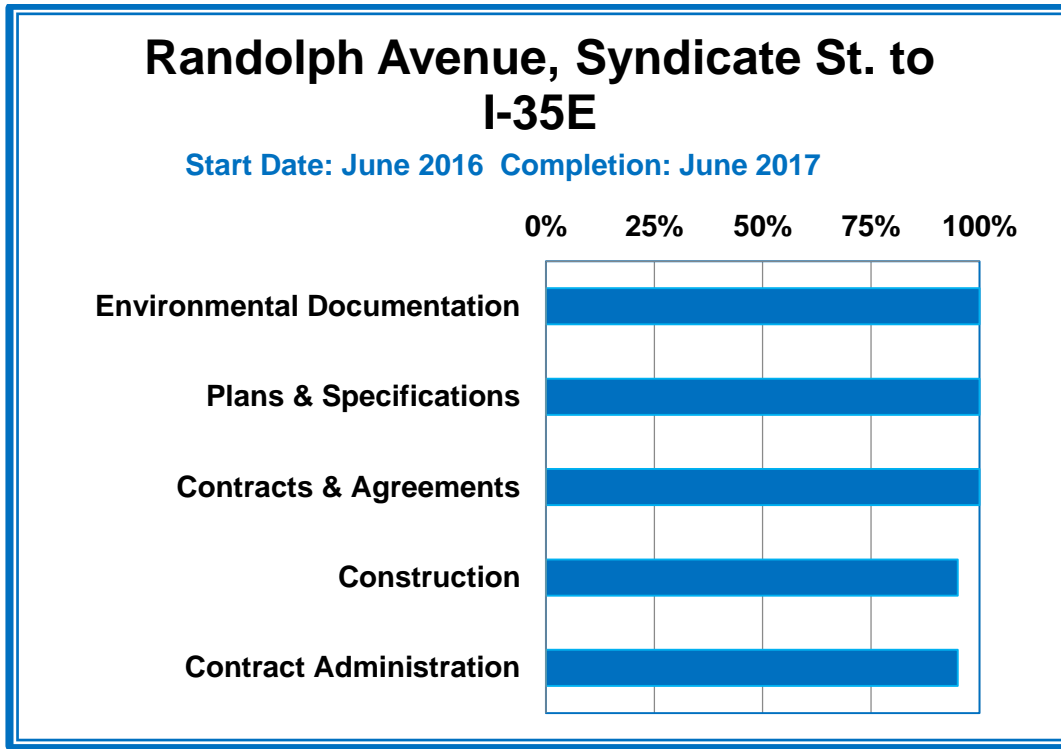 Randolph Avenue, Syndicate St. to
I-35E
Start Date: June 2016  Completion: June 2017
0% 25% 50% 75% 100%
Environmental Documentation
Plans & Specifications
Contracts & Agreements
Construction
Contract Administration